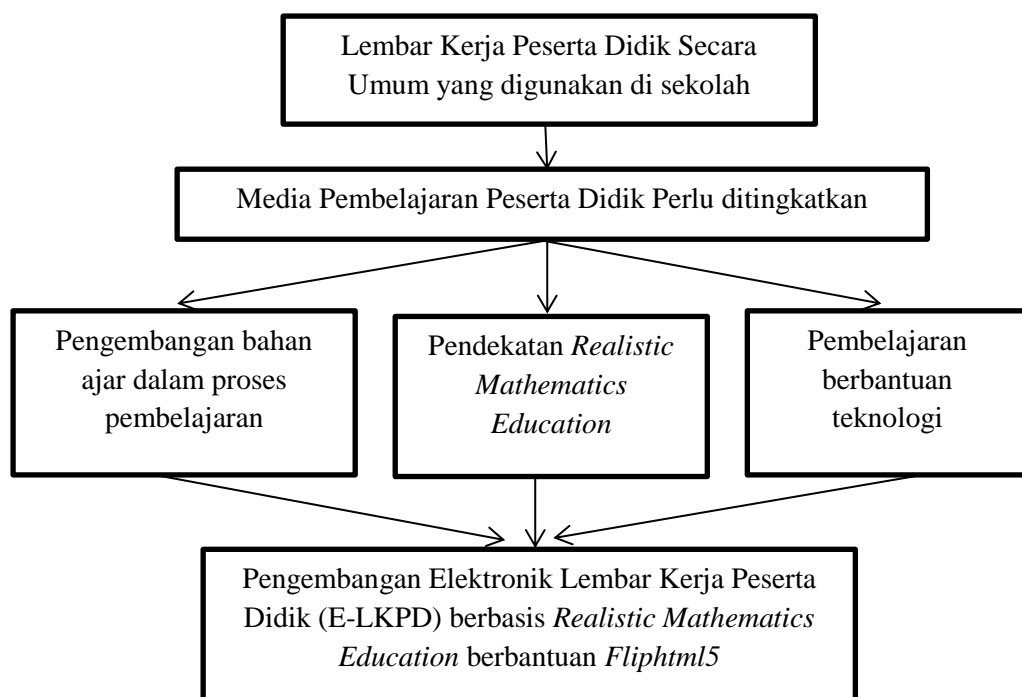 Lembar Kerja Peserta Didik Secara
Umum yang digunakan di sekolah
Media Pembelajaran Peserta Didik Perlu ditingkatkan
Pengembangan bahan
ajar dalam proses
pembelajaran
Pendekatan Realistic
Mathematics
Education
Pembelajaran
berbantuan
teknologi
Pengembangan Elektronik Lembar Kerja Peserta
Didik (E-LKPD) berbasis Realistic Mathematics
Education berbantuan Fliphtml5